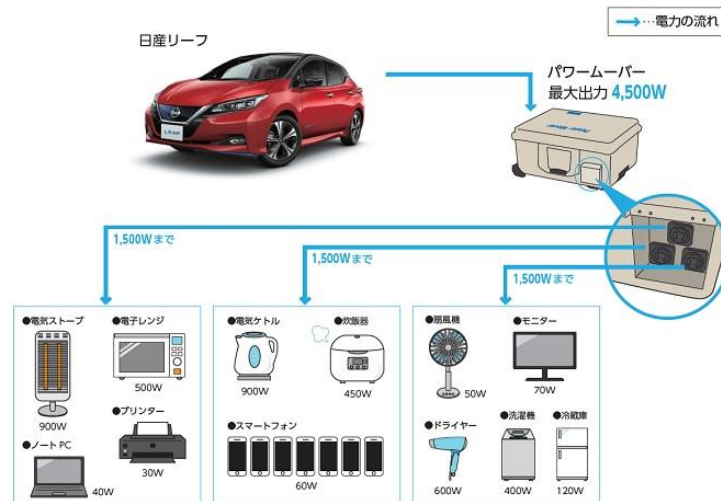 →…電力の流れ
日産リーフ
パワームーバー
最大出力 4,500W
LEAF
Power Mover
1,500Wまで
1,500Wまで
1,500Wまで
●電気ストーブ
900W
●電子レンジ
500W
●プリンター
30W
●ノートPC
40W
●電気ケトル
900W
●炊飯器
450W
●スマートフォン
60W
●扇風機
50W
●モニター
70W
●ドライヤー
600W
●洗濯機
400W
●冷蔵庫
120W